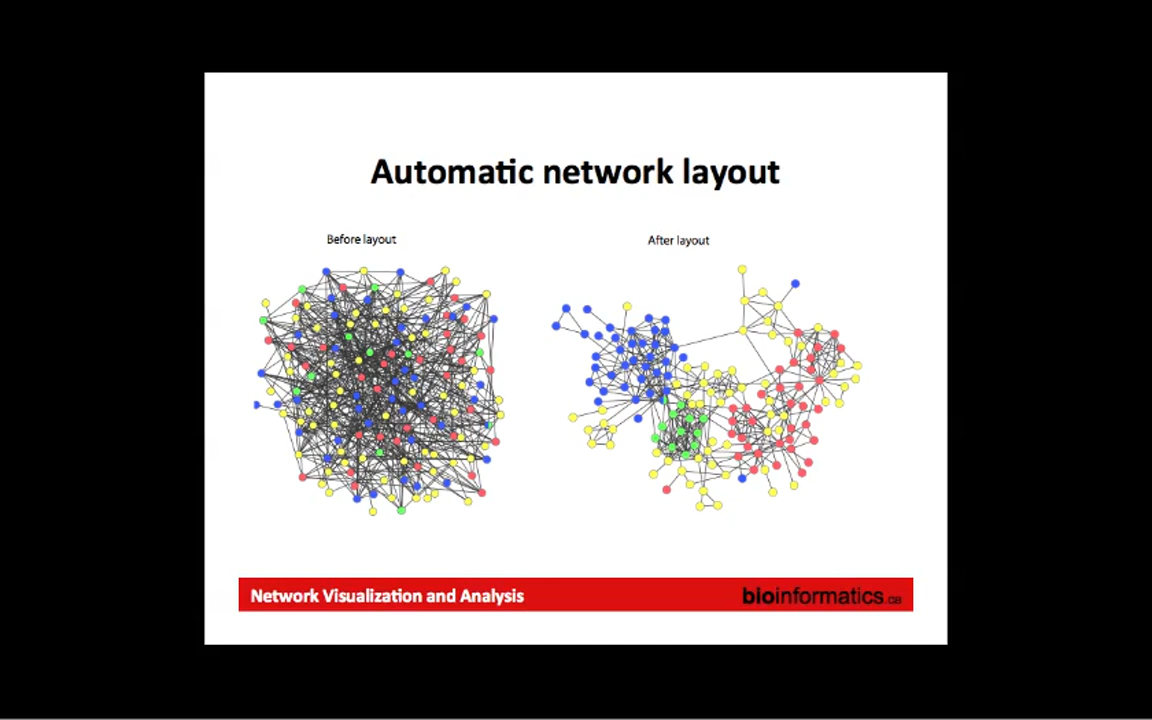 Automatic network layout
Before layout
After layout
Network Visualization and Analysis
bioinformatics.ca